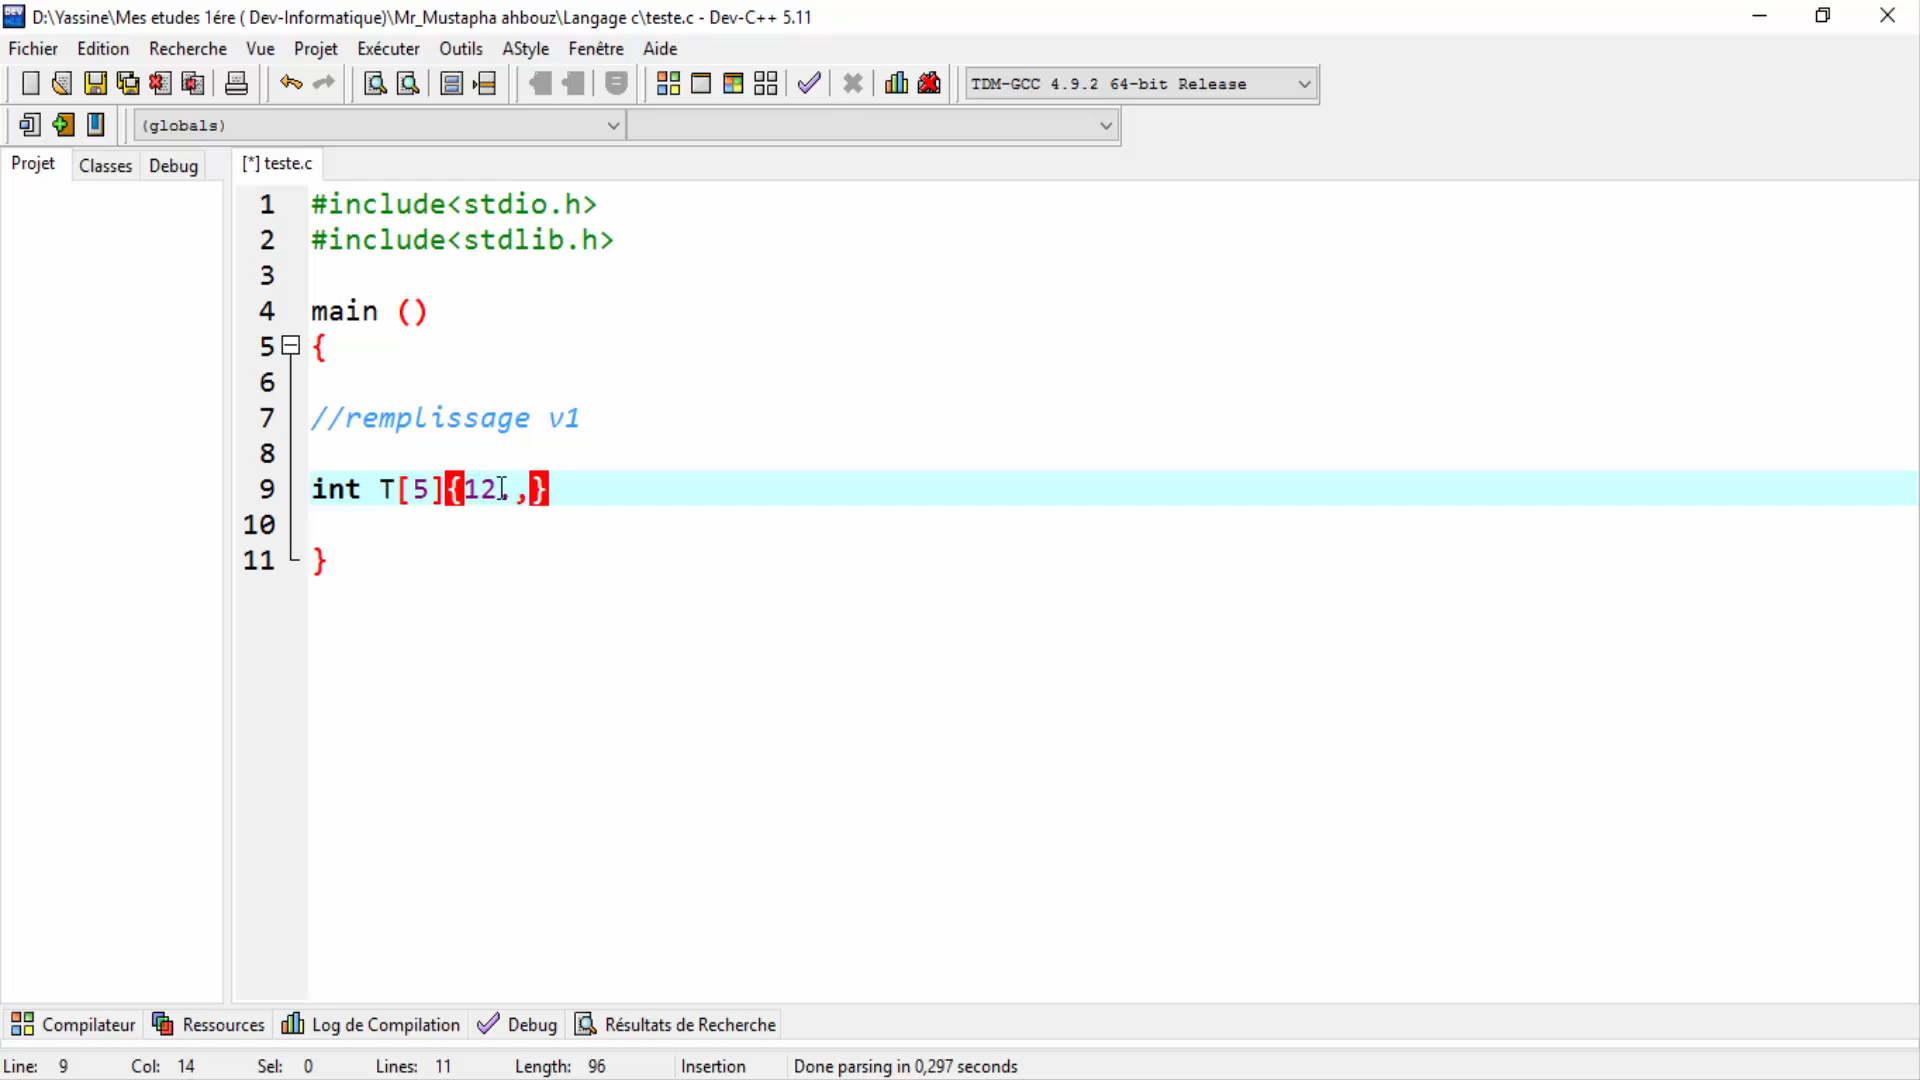 D:\Yassine\Mes etudes 1ére ( Dev-Informatique)\Mr_Mustapha ahbouz\Langage c\teste.c - Dev-C++ 5.11
Fichier Edition Recherche Vue Projet Exécuter Outils AStyle Fenêtre Aide
TDM-GCC 4.9.2 64-bit Release
(globals)
Projet Classes Debug [*] teste.c
1 #include<stdio.h>
2 #include<stdlib.h>
3
4 main ()
5 {
6
7 //remplissage v1
8
9 int T[5]{12,,}
10
11 }
Compilateur Ressources Log de Compilation Debug Résultats de Recherche
Line: 9 Col: 14 Sel: 0 Lines: 11 Length: 96 Insertion Done parsing in 0,297 seconds